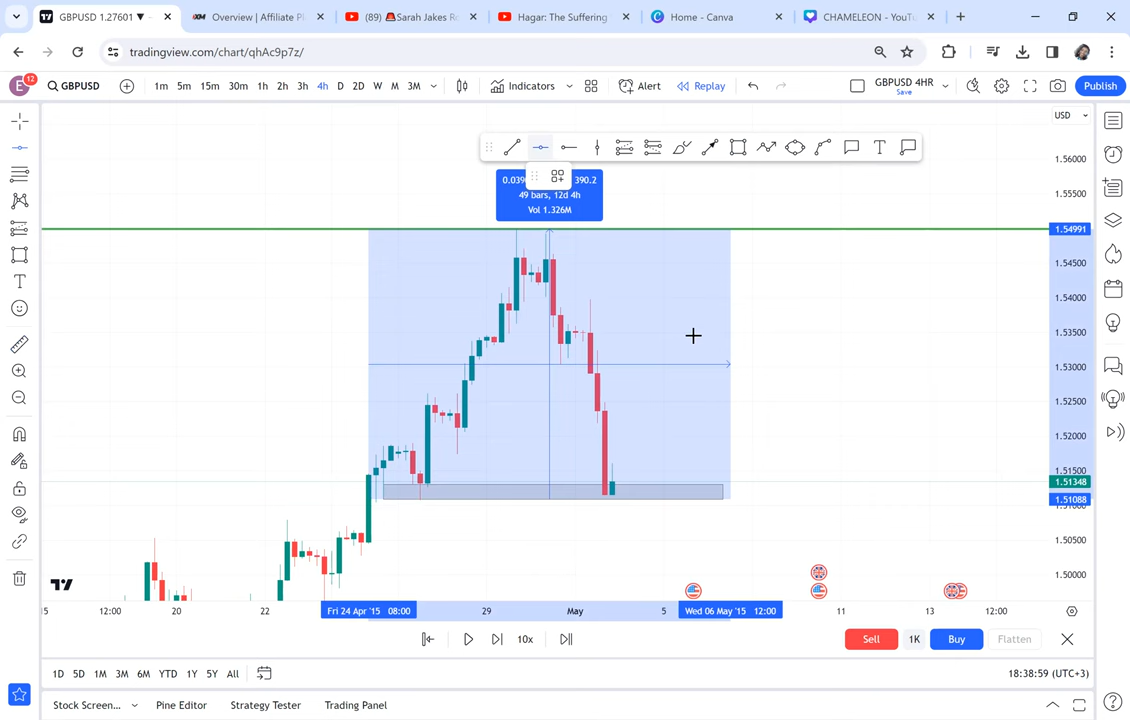 GBPUSD 1.27601 ▼ -
Overview | Affiliate P
(89) 🚨Sarah Jakes R
Hagar: The Suffering
Home - Canva
CHAMELEON - YouTu
tradingview.com/chart/qhAc9p7z/
E 12
GBPUSD
1m 5m 15m 30m 1h 2h 3h 4h D 2D W M 3M
Indicators
Alert
Replay
GBPUSD 4HR
Save
Publish
USD
1.56000
0.039
390.2
49 bars, 12d 4h
Vol 1.326M
1.55500
1.54991
1.54500
1.54000
1.53500
1.53000
1.52500
1.52000
1.51500
1.51348
1.51088
1.50500
1.50000
15 12:00 20 22 Fri 24 Apr '15 08:00 29 May 5 Wed 06 May '15 12:00 11 13 12:00
10x
Sell 1K Buy Flatten
1D 5D 1M 3M 6M YTD 1Y 5Y All
18:38:59 (UTC+3)
Stock Screen... Pine Editor Strategy Tester Trading Panel